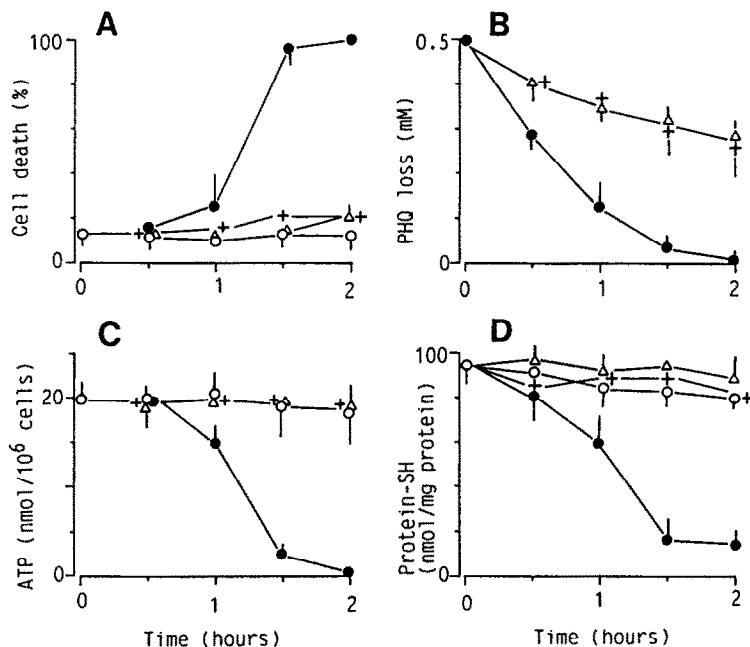 A
100
Cell death (%)
0
0
1
2
B
0.5
PHQ loss (mM)
0
0
1
2
C
20
ATP (nmol/10⁶ cells)
0
0
1
2
Time (hours)
D
100
Protein-SH
(nmol/mg protein)
0
0
1
2
Time (hours)